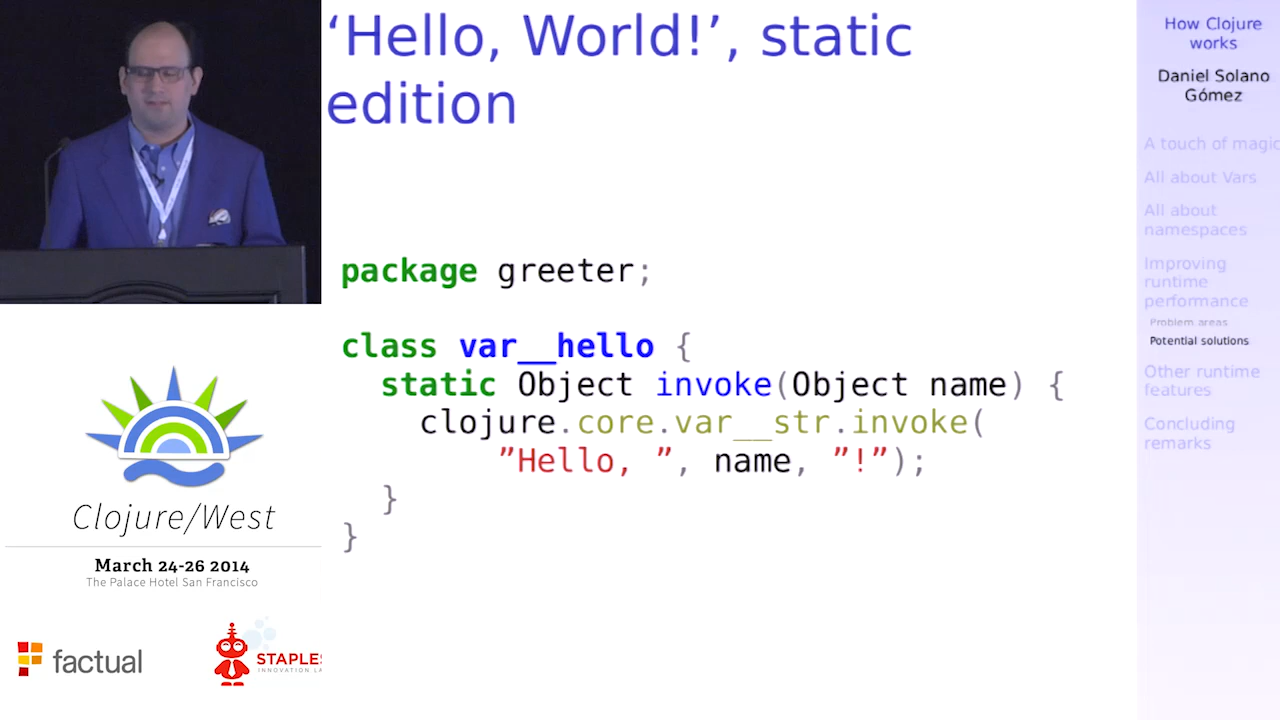 ‘Hello, World!’, static
edition
package greeter;
class var__hello {
static Object invoke(Object name) {
clojure.core.var__str.invoke(
”Hello, ”, name, ”!”);
}
}
How Clojure
works
Daniel Solano
Gómez
A touch of magic
All about Vars
All about
namespaces
Improving
runtime
performance
Problem areas
Potential solutions
Other runtime
features
Concluding
remarks
Clojure/West
March 24-26 2014
The Palace Hotel San Francisco
factual
STAPLES
INNOVATION LA